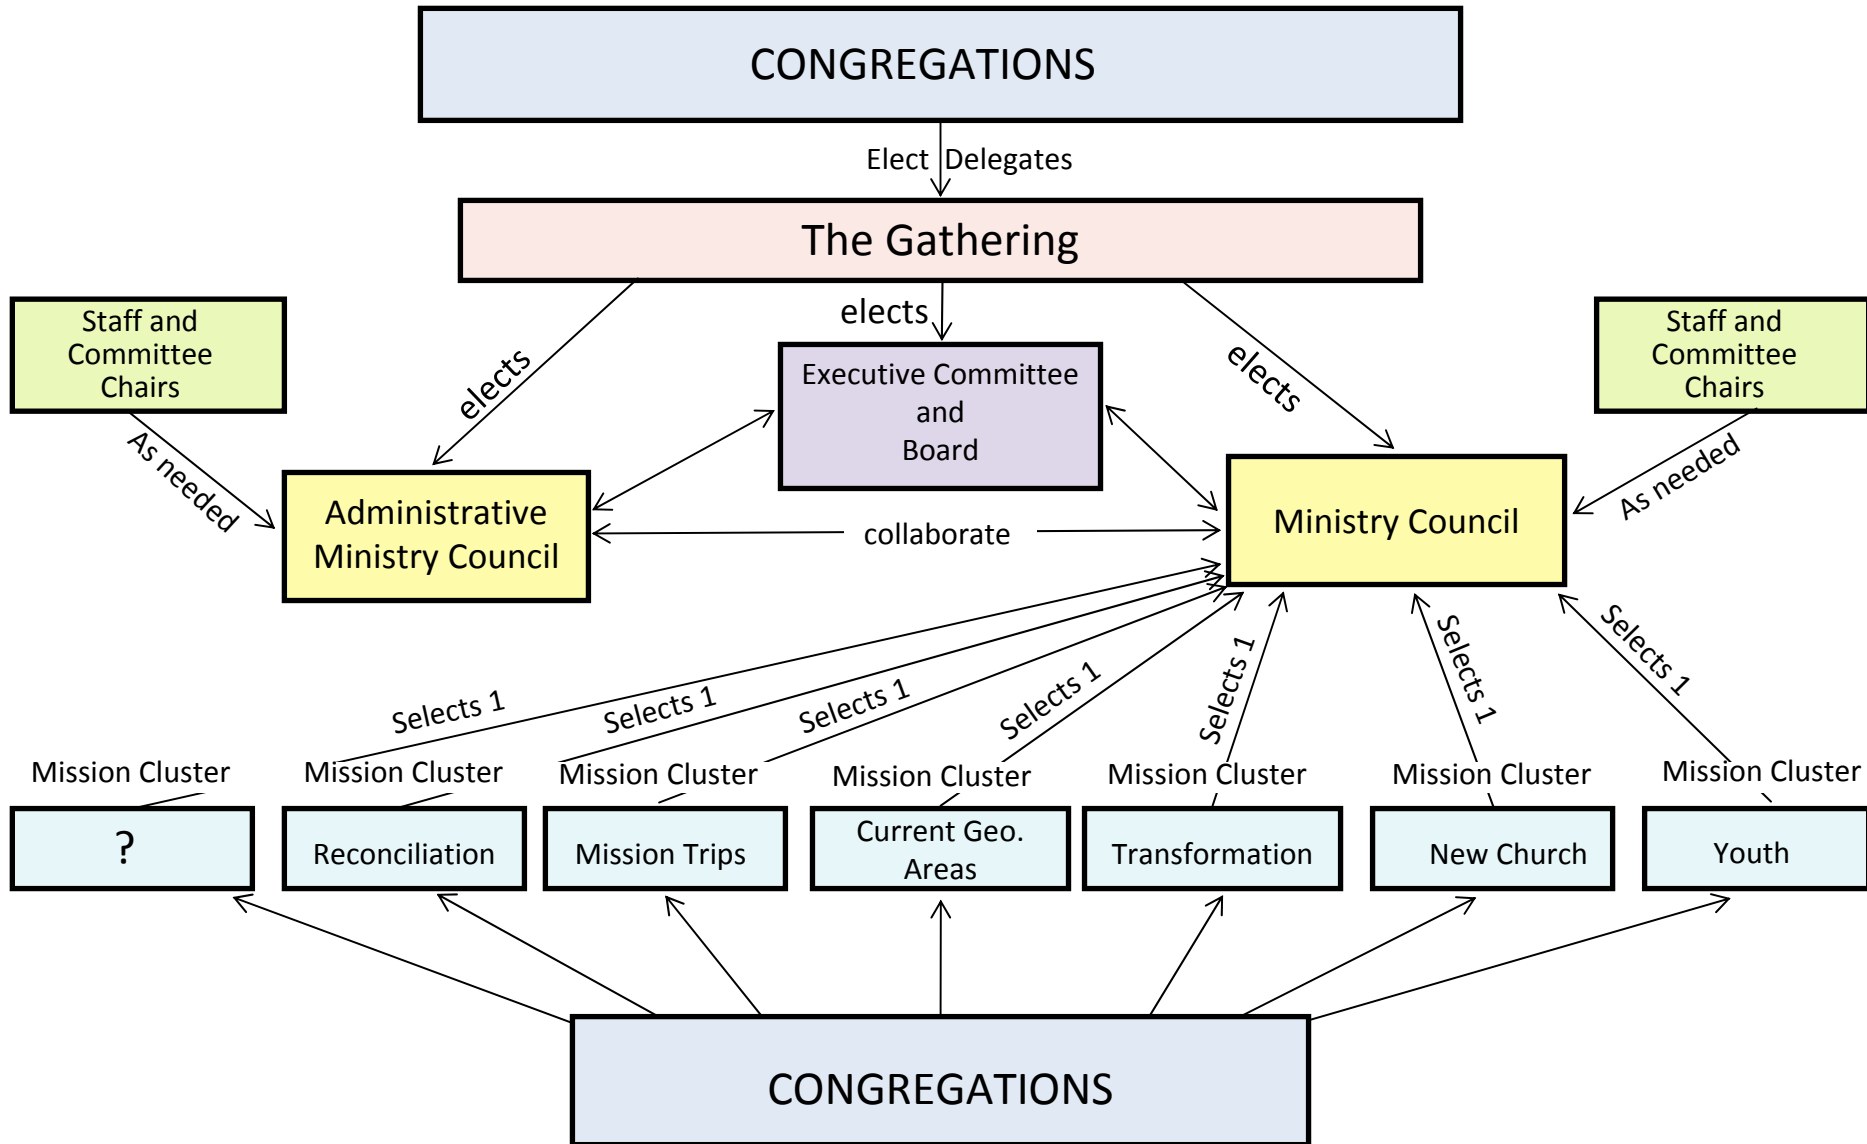 CONGREGATIONS
Elect Delegates
The Gathering
elects
elects
elects
Staff and
Committee
Chairs
As needed
Executive Committee
and
Board
Staff and
Committee
Chairs
As needed
Administrative
Ministry Council
collaborate
Ministry Council
Selects 1
Selects 1
Selects 1
Selects 1
Selects 1
Selects 1
Selects 1
Mission Cluster
Mission Cluster
Mission Cluster
Mission Cluster
Mission Cluster
Mission Cluster
Mission Cluster
?
Reconciliation
Mission Trips
Current Geo.
Areas
Transformation
New Church
Youth
CONGREGATIONS